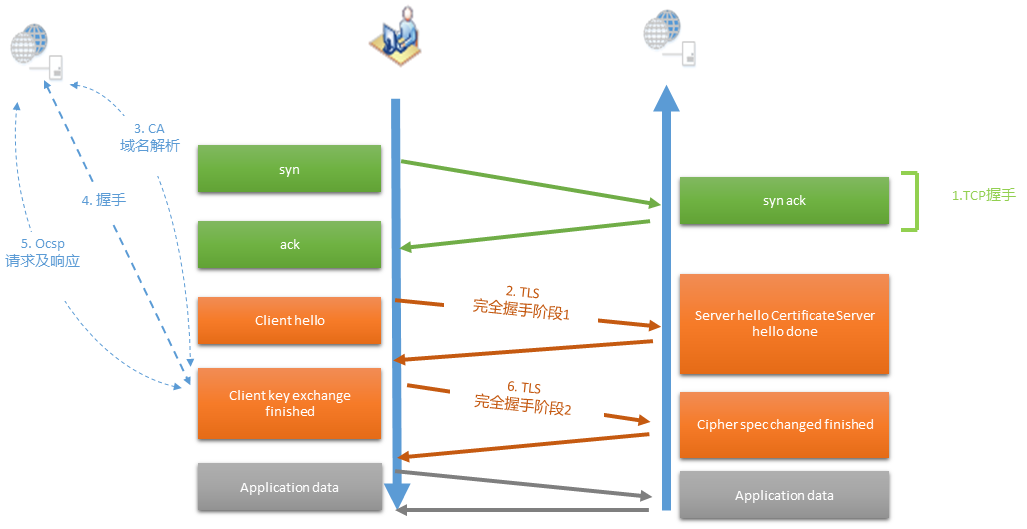 3. CA
域名解析
4. 握手
5. Ocsp
请求及响应
syn
syn ack
1.TCP握手
ack
2. TLS
完全握手阶段1
Client hello
Server hello Certificate Server
hello done
6. TLS
完全握手阶段2
Client key exchange
finished
Cipher spec changed finished
Application data
Application data